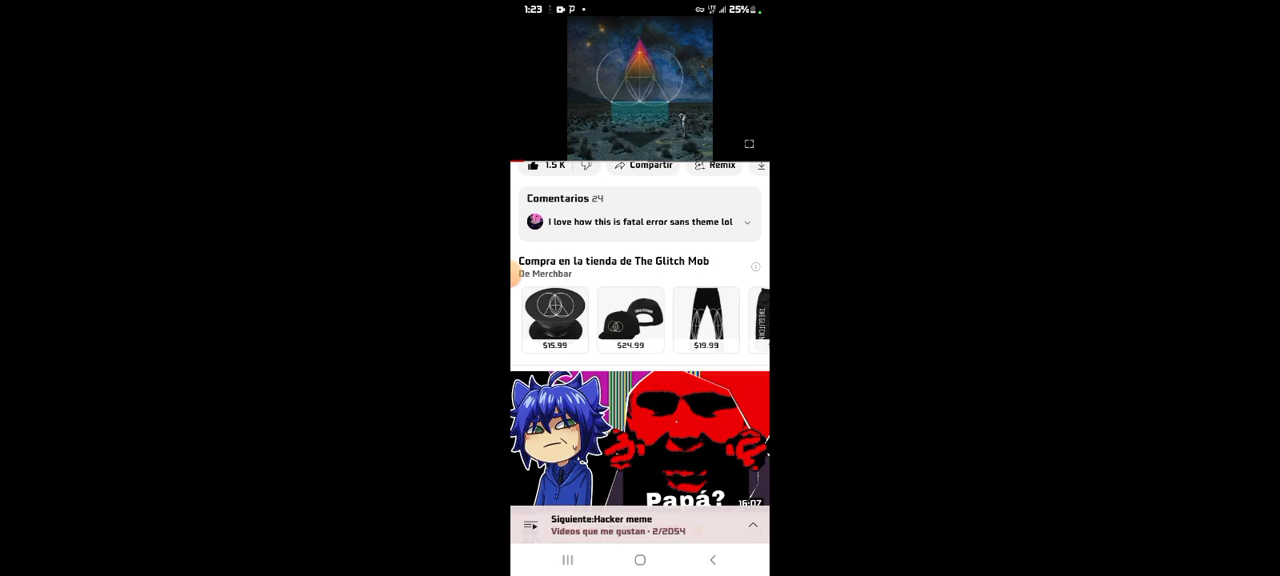 1:23
25%
1.5 K
Compartir
Remix
Comentarios 24
I love how this is fatal error sans theme lol
Compra en la tienda de The Glitch Mob
De Merchbar
$15.99
$24.99
$19.99
Papá?
16:07
Siguiente:Hacker meme
Videos que me gustan · 2/2054